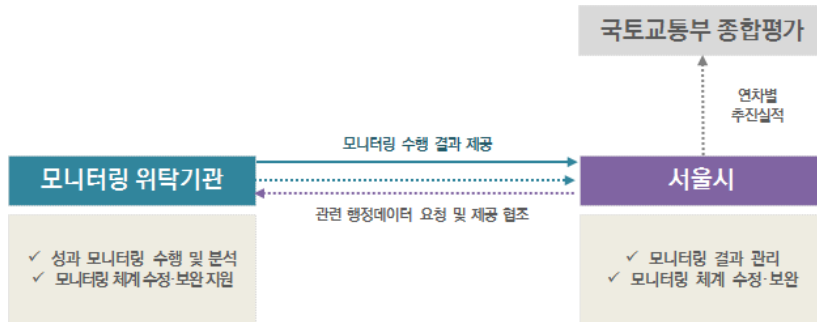 국토교통부 종합평가
연차별
추진실적
모니터링 수행 결과 제공
모니터링 위탁기관
서울시
관련 행정데이터 요청 및 제공 협조
✓ 성과 모니터링 수행 및 분석
✓ 모니터링 체계 수정·보완 지원
✓ 모니터링 결과 관리
✓ 모니터링 체계 수정·보완